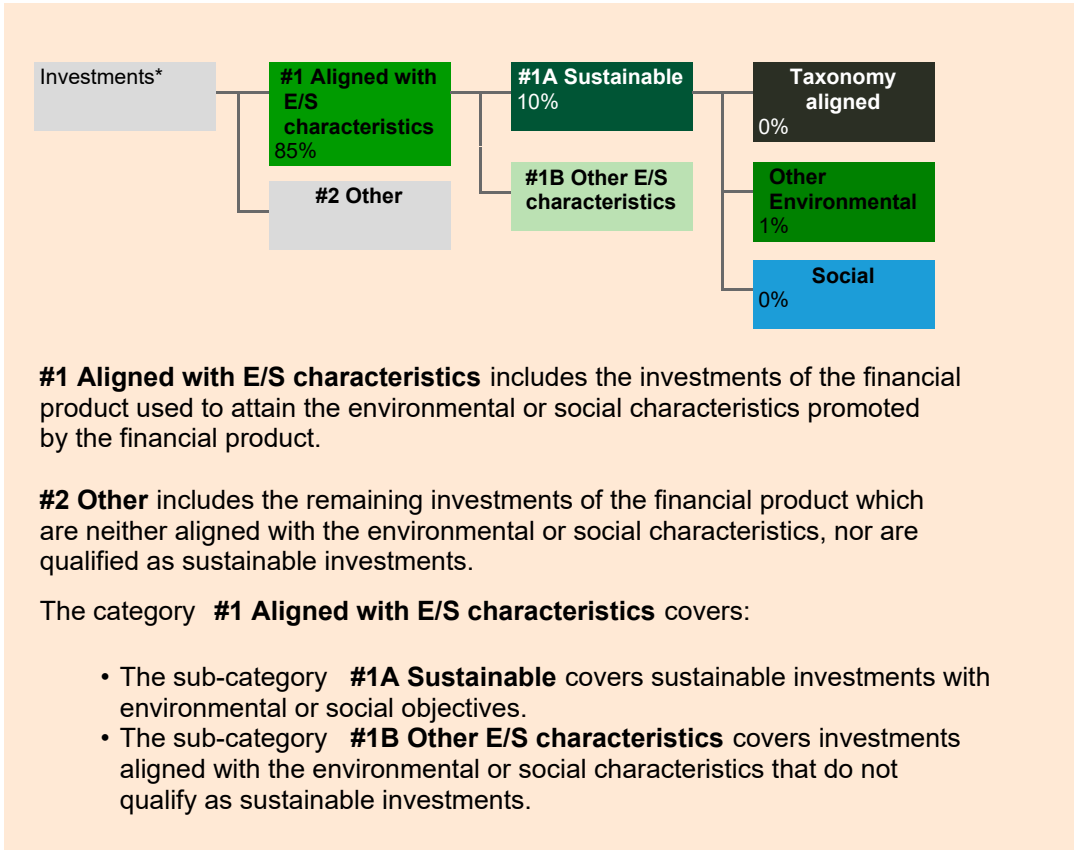 Investments*
#1 Aligned with
E/S
characteristics
85%
#2 Other
#1A Sustainable
10%
#1B Other E/S
characteristics
Taxonomy
aligned
0%
Other
Environmental
1%
Social
0%
#1 Aligned with E/S characteristics includes the investments of the financial
product used to attain the environmental or social characteristics promoted
by the financial product.
#2 Other includes the remaining investments of the financial product which
are neither aligned with the environmental or social characteristics, nor are
qualified as sustainable investments.
The category #1 Aligned with E/S characteristics covers:
• The sub-category #1A Sustainable covers sustainable investments with
environmental or social objectives.
• The sub-category #1B Other E/S characteristics covers investments
aligned with the environmental or social characteristics that do not
qualify as sustainable investments.